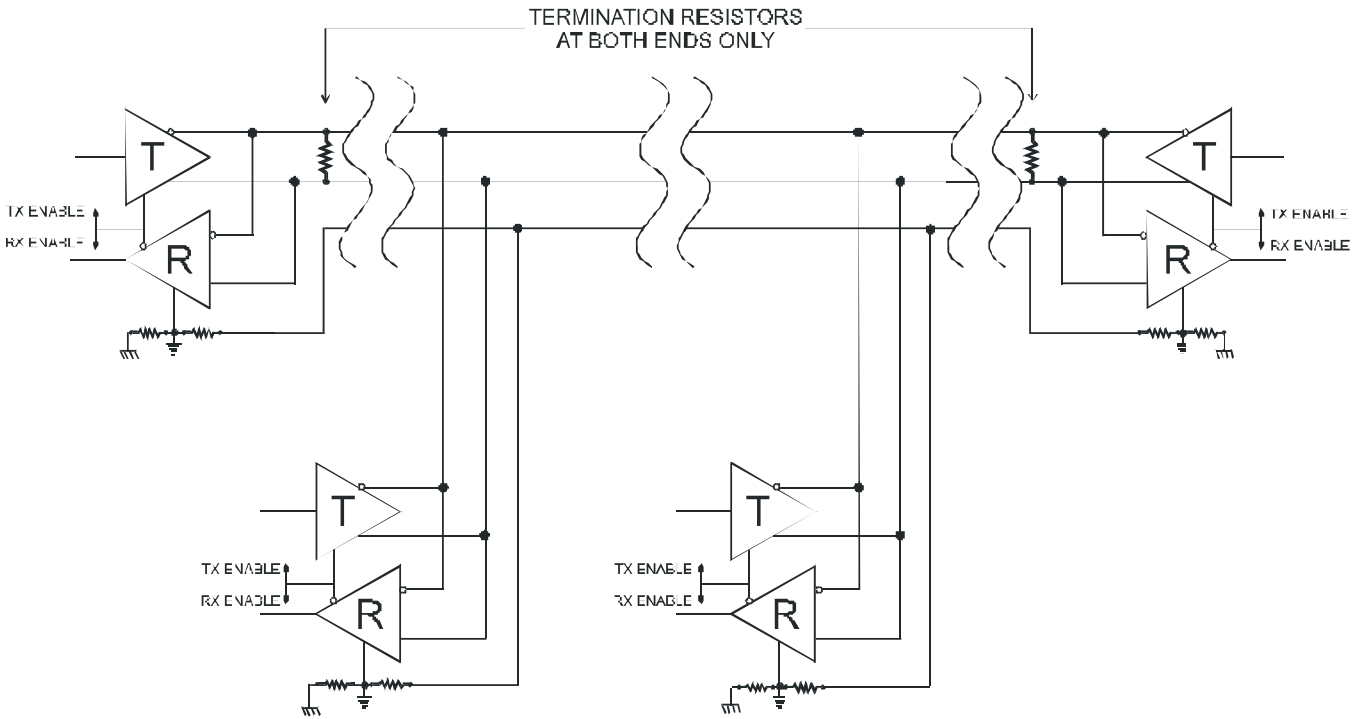 TERMINATION RESISTORS
AT BOTH ENDS ONLY
T
T
TX ENABLE
RX ENABLE
R
R
TX ENABLE
RX ENABLE
T
T
TX ENABLE
RX ENABLE
R
TX ENABLE
RX ENABLE
R